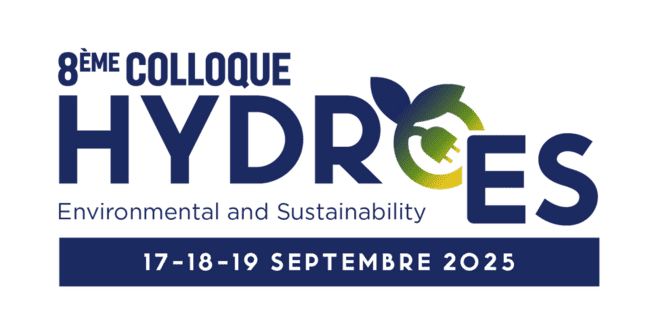 8ÈME COLLOQUE
HYDROES
Environmental and Sustainability
17-18-19 SEPTEMBRE 2025